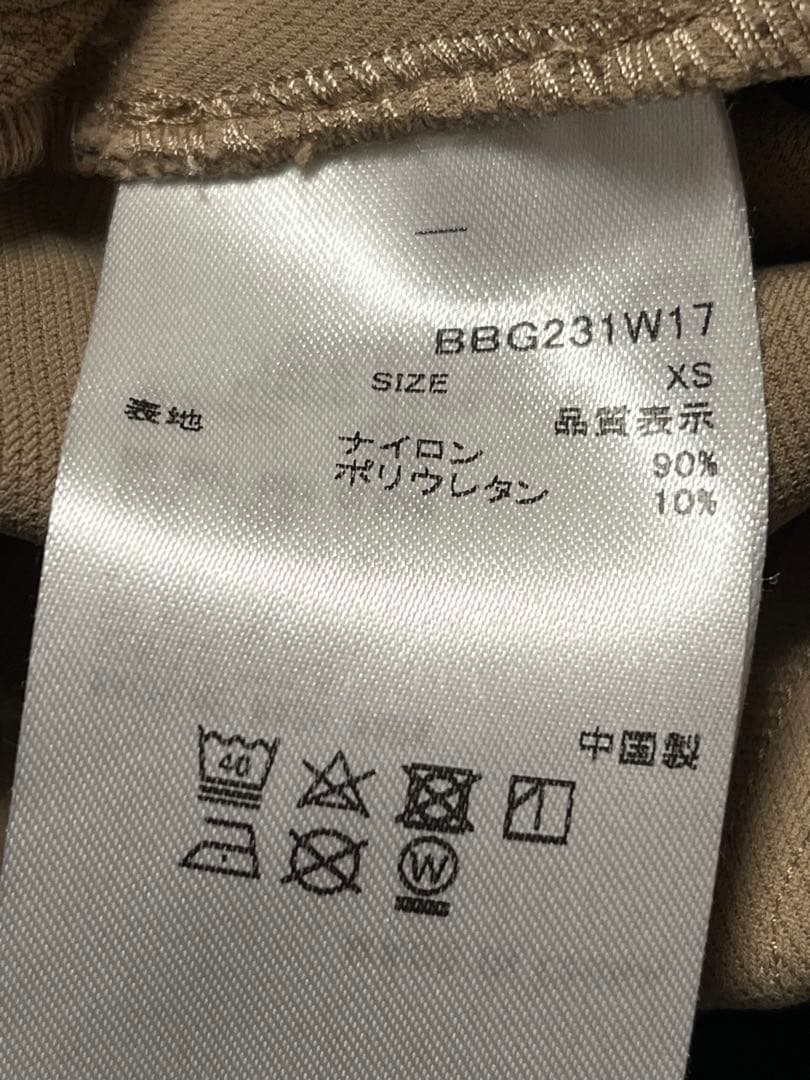 BBG231W17
SIZE XS
品質表示
表地
ナイロン 90%
ポリウレタン 10%
中国製
40
W